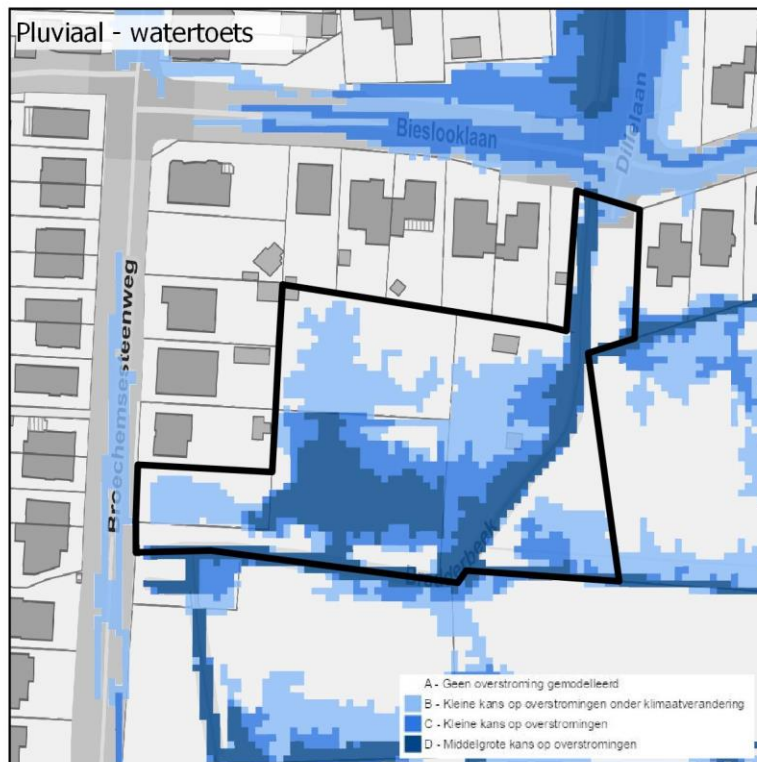 Pluviaal - watertoets
Bieslooklaan
Dillelaan
Broechemsesteenweg
A - Geen overstroming gemodelleerd
B - Kleine kans op overstromingen onder klimaatverandering
C - Kleine kans op overstromingen
D - Middelgrote kans op overstromingen